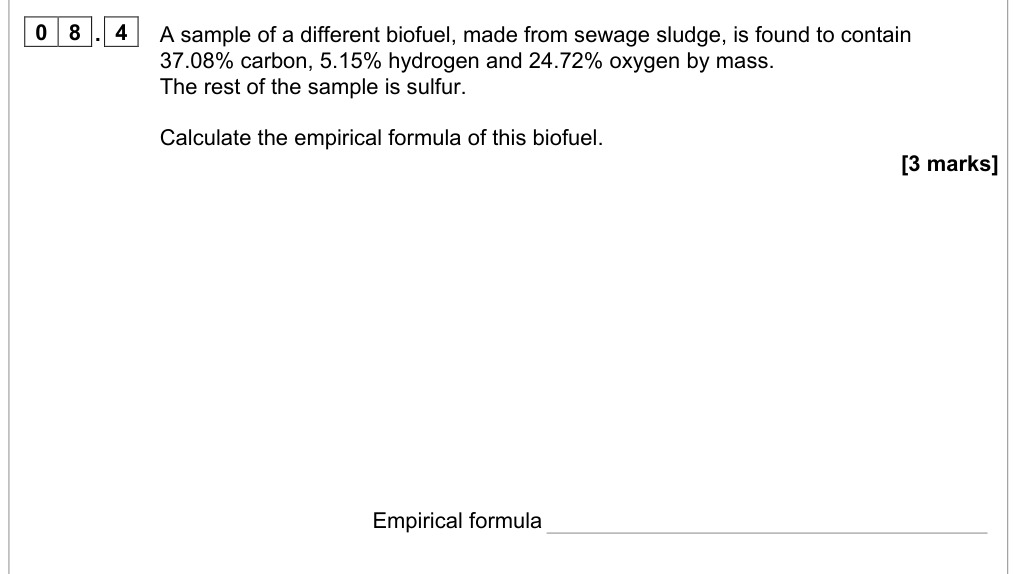 0 8 . 4 A sample of a different biofuel, made from sewage sludge, is found to contain
37.08% carbon, 5.15% hydrogen and 24.72% oxygen by mass.
The rest of the sample is sulfur.
Calculate the empirical formula of this biofuel.
[3 marks]
Empirical formula